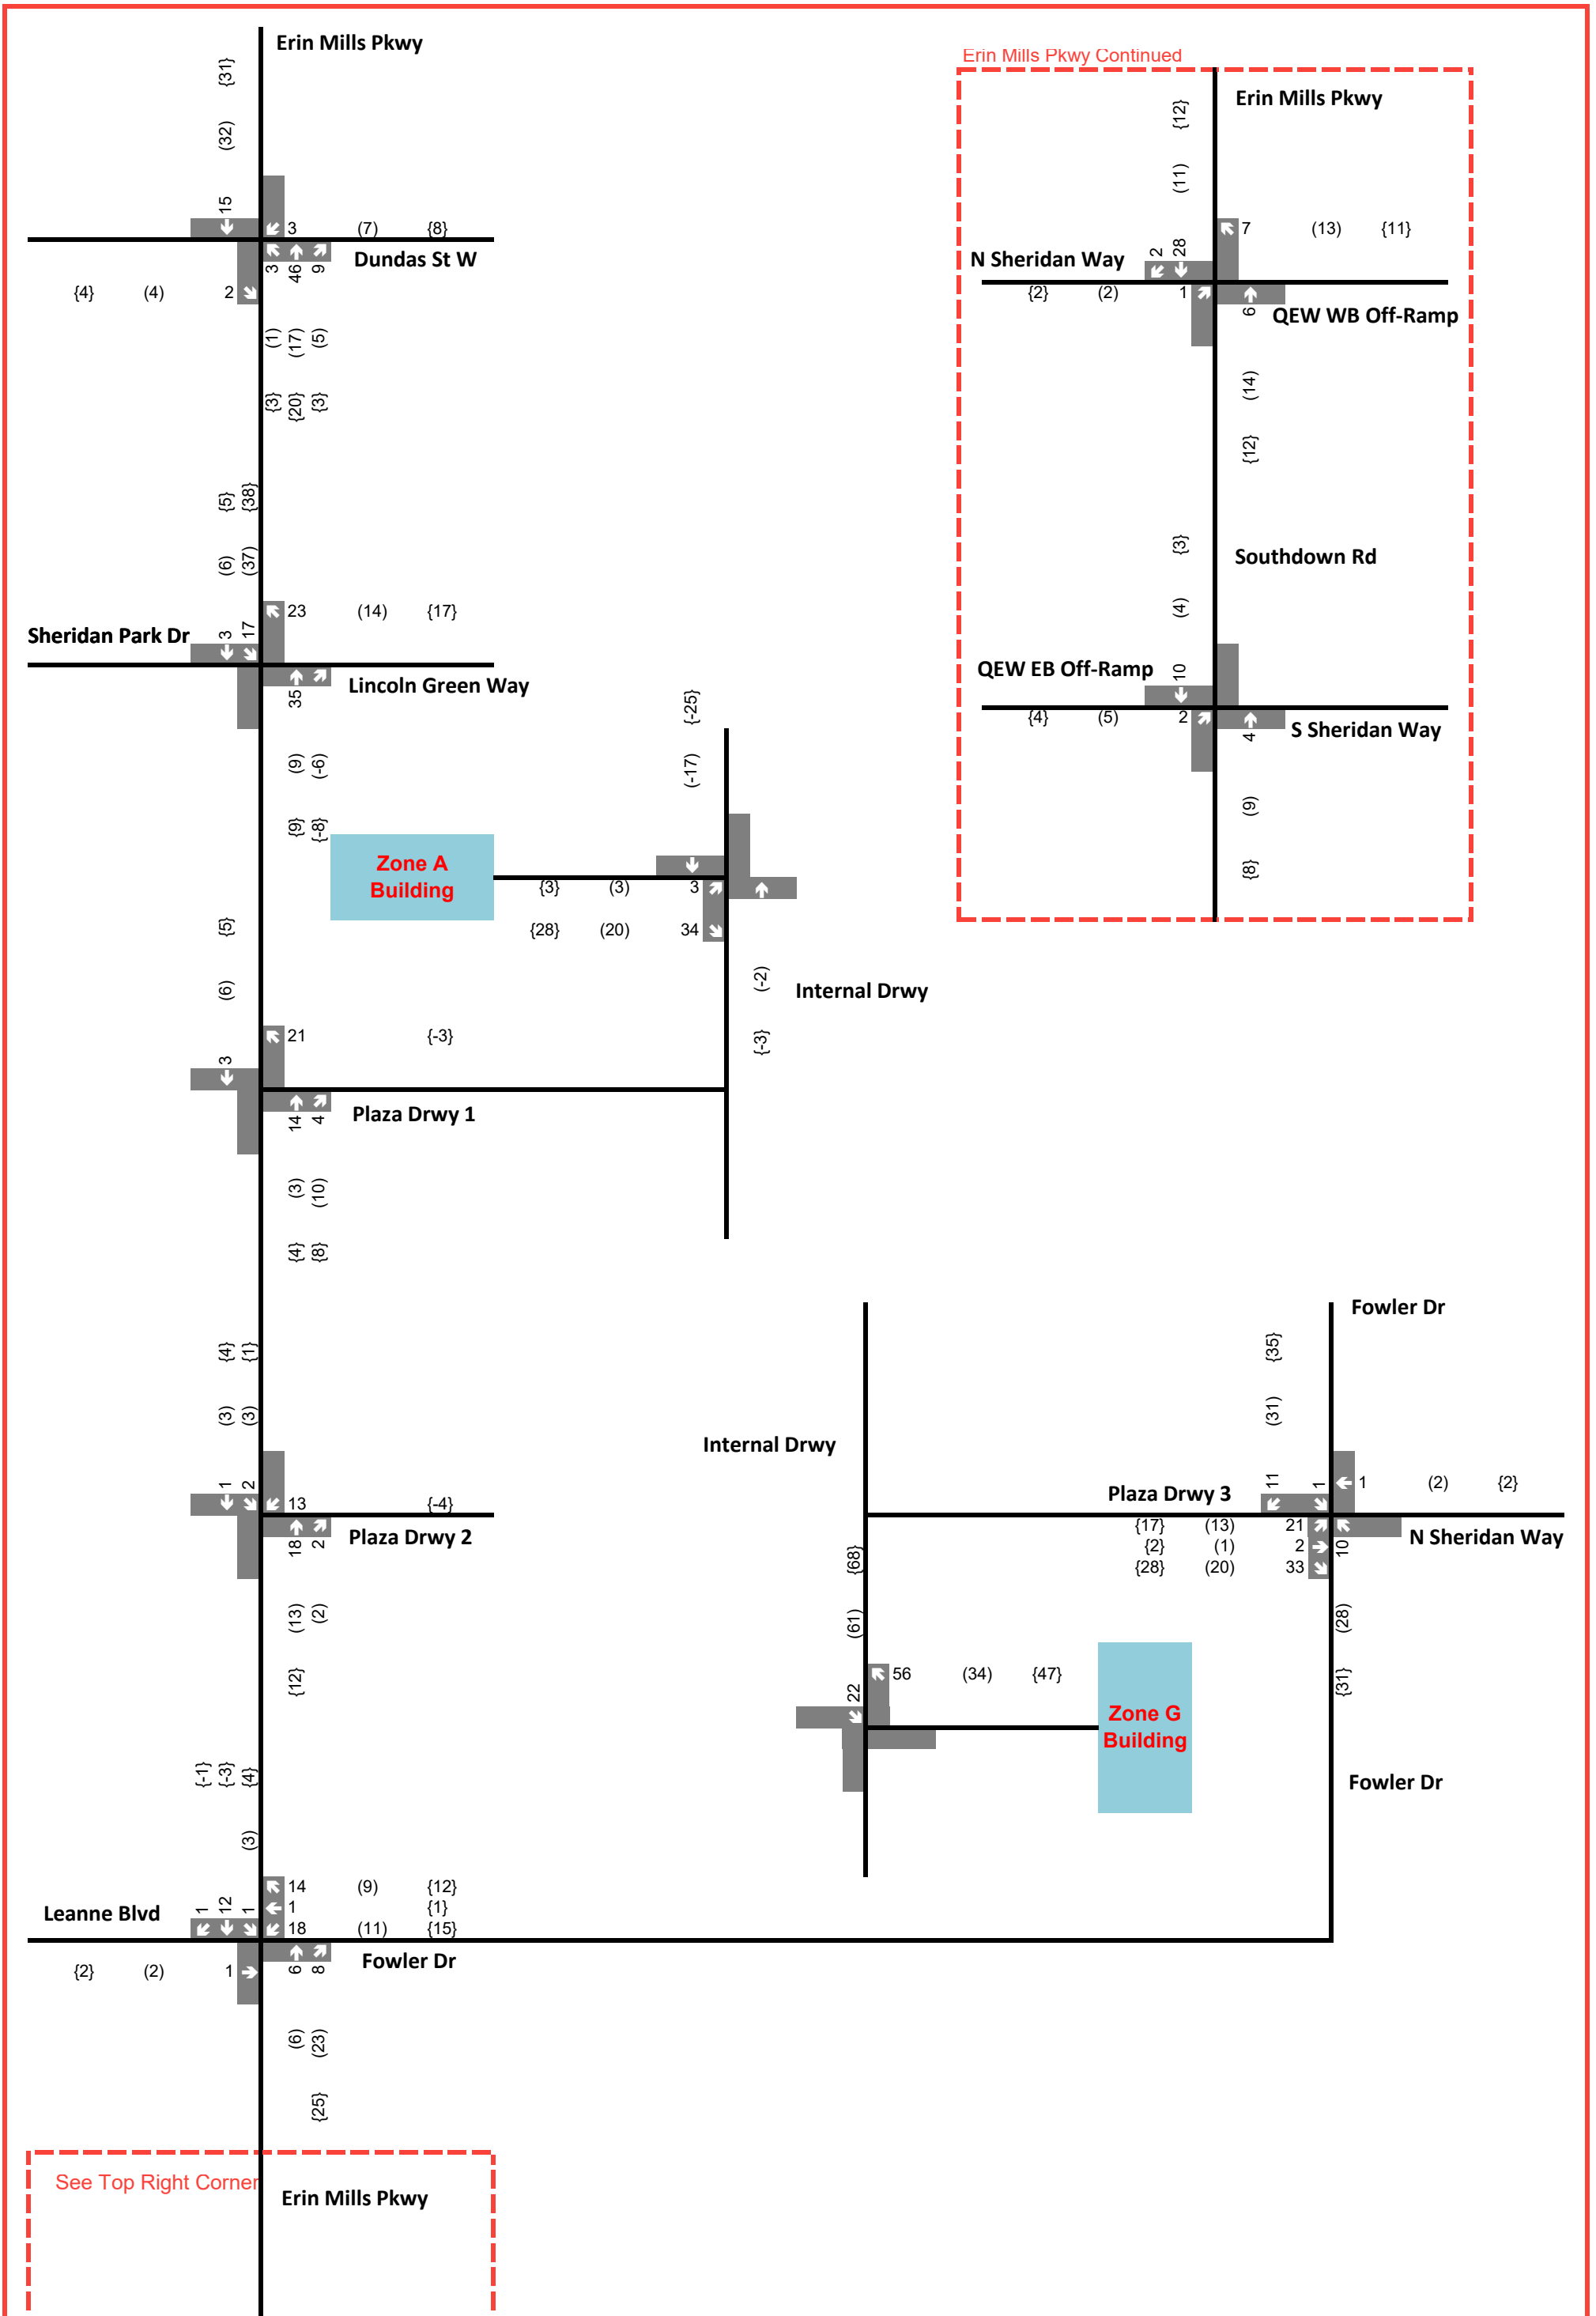 Erin Mills Pkwy
{31}
(32)
15
3 (7) {8}
Dundas St W
3 46 9
{4} (4) 2
(1) (17) (5)
{3} {20} {3}
{5} {38}
(6) (37)
3 17
23 (14) {17}
Sheridan Park Dr
Lincoln Green Way
35
(9) (-6)
{9} {-8}
{-25}
(-17)
Zone A
Building
{3} (3) 3
{28} (20) 34
(-2)
{-3}
Internal Drwy
{5}
(6)
3
21 {-3}
14 4
Plaza Drwy 1
(3) (10)
{4} {8}
{4} {1}
(3) (3)
1 2
13 {-4}
18 2
Plaza Drwy 2
(13) (2)
{12}
{-1} {-3} {4}
(3)
Leanne Blvd
1 12 1
14 (9) {12}
1 {1}
18 (11) {15}
Fowler Dr
{2} (2) 1
6 8
(6) (23)
{25}
See Top Right Corner
Erin Mills Pkwy
Erin Mills Pkwy Continued
Erin Mills Pkwy
{12}
(11)
2 28
7 (13) {11}
N Sheridan Way
{2} (2) 1
6
QEW WB Off-Ramp
(14)
{12}
{3}
Southdown Rd
(4)
QEW EB Off-Ramp
10
{4} (5) 2
4
S Sheridan Way
(9)
{8}
Fowler Dr
{35}
(31)
11 1
1 (2) {2}
Internal Drwy
Plaza Drwy 3
{17} (13) 21
{2} (1) 2
{28} (20) 33
10
N Sheridan Way
(28)
{31}
{68}
(61)
22
56 (34) {47}
Zone G
Building
Fowler Dr